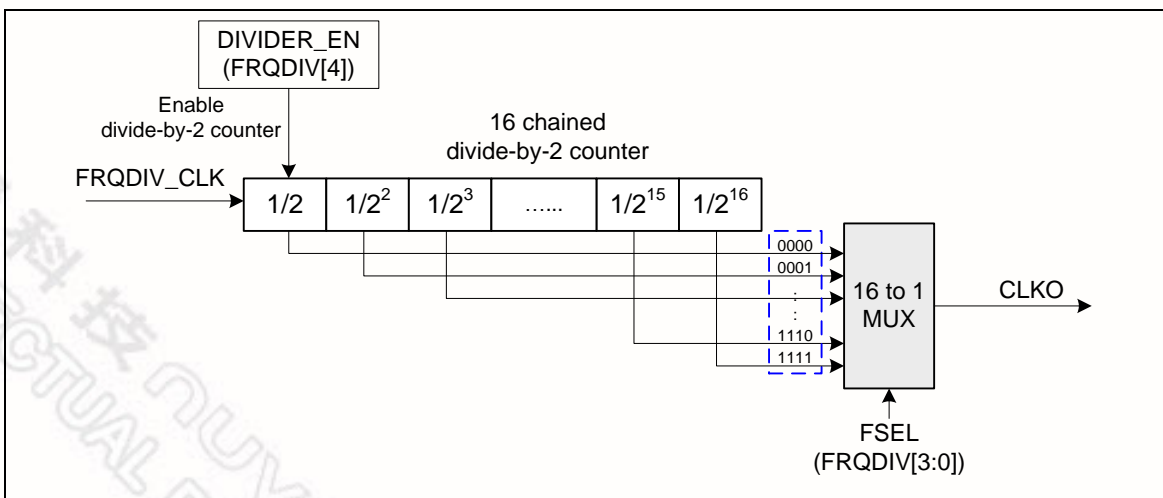 DIVIDER_EN
(FRQDIV[4])
Enable
divide-by-2 counter
16 chained
divide-by-2 counter
FRQDIV_CLK
1/2 1/2² 1/2³ …... 1/2¹⁵ 1/2¹⁶
0000
0001
:
:
1110
1111
16 to 1
MUX
CLKO
FSEL
(FRQDIV[3:0])
科技